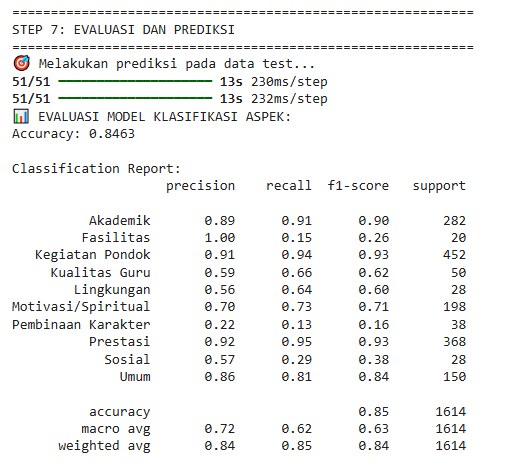 ============================================================
STEP 7: EVALUASI DAN PREDIKSI
============================================================
🎯 Melakukan prediksi pada data test...
51/51 ━━━━━━━━━━━━━━━━━━━━ 13s 230ms/step
51/51 ━━━━━━━━━━━━━━━━━━━━ 13s 232ms/step
📊 EVALUASI MODEL KLASIFIKASI ASPEK:
Accuracy: 0.8463
Classification Report:
precision recall f1-score support
Akademik 0.89 0.91 0.90 282
Fasilitas 1.00 0.15 0.26 20
Kegiatan Pondok 0.91 0.94 0.93 452
Kualitas Guru 0.59 0.66 0.62 50
Lingkungan 0.56 0.64 0.60 28
Motivasi/Spiritual 0.70 0.73 0.71 198
Pembinaan Karakter 0.22 0.13 0.16 38
Prestasi 0.92 0.95 0.93 368
Sosial 0.57 0.29 0.38 28
Umum 0.86 0.81 0.84 150
accuracy 0.85 1614
macro avg 0.72 0.62 0.63 1614
weighted avg 0.84 0.85 0.84 1614